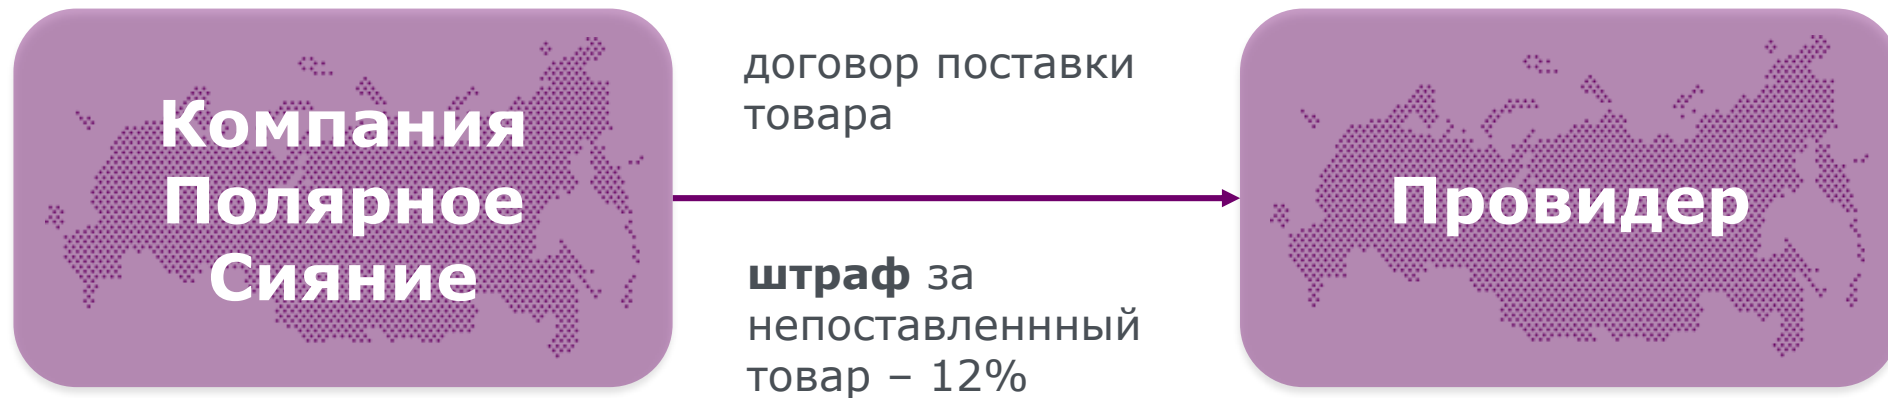 Компания
Полярное
Сияние
договор поставки
товара
штраф за
непоставленнный
товар – 12%
Провидер